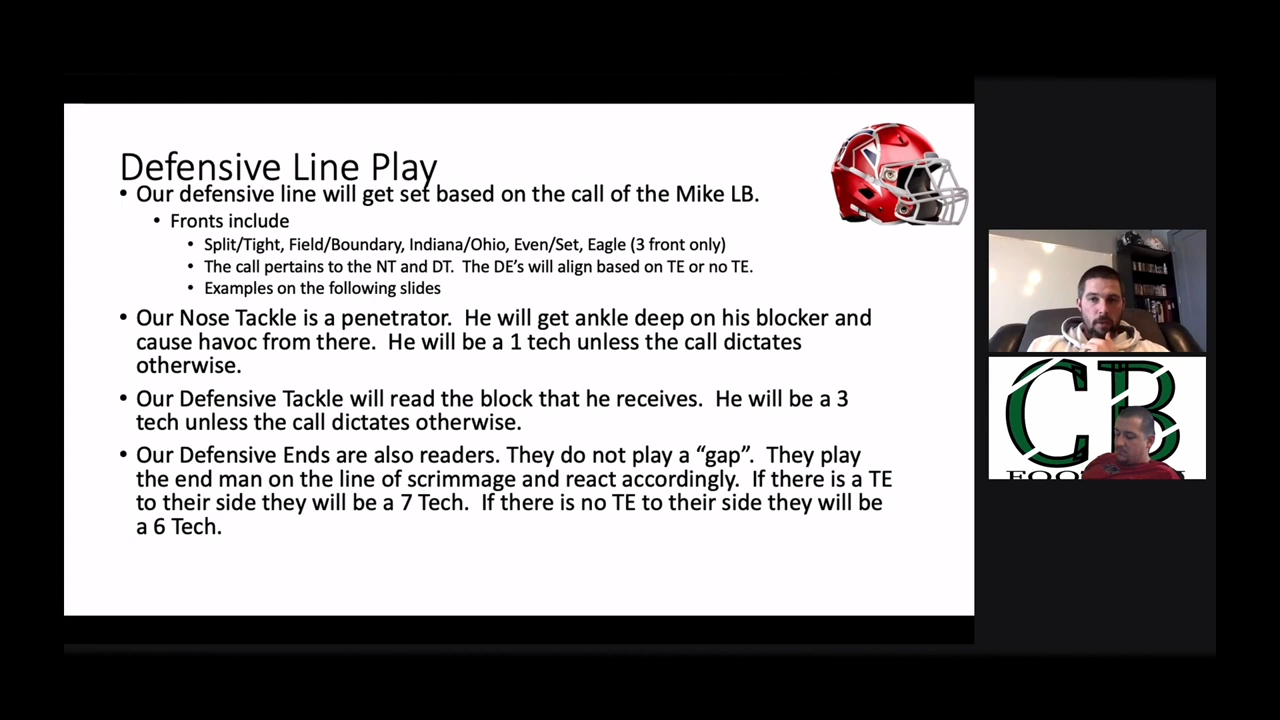 Defensive Line Play
• Our defensive line will get set based on the call of the Mike LB.
• Fronts include
• Split/Tight, Field/Boundary, Indiana/Ohio, Even/Set, Eagle (3 front only)
• The call pertains to the NT and DT.  The DE's will align based on TE or no TE.
• Examples on the following slides
• Our Nose Tackle is a penetrator.  He will get ankle deep on his blocker and
cause havoc from there.  He will be a 1 tech unless the call dictates
otherwise.
• Our Defensive Tackle will read the block that he receives.  He will be a 3
tech unless the call dictates otherwise.
• Our Defensive Ends are also readers. They do not play a “gap”.  They play
the end man on the line of scrimmage and react accordingly.  If there is a TE
to their side they will be a 7 Tech.  If there is no TE to their side they will be
a 6 Tech.
CB